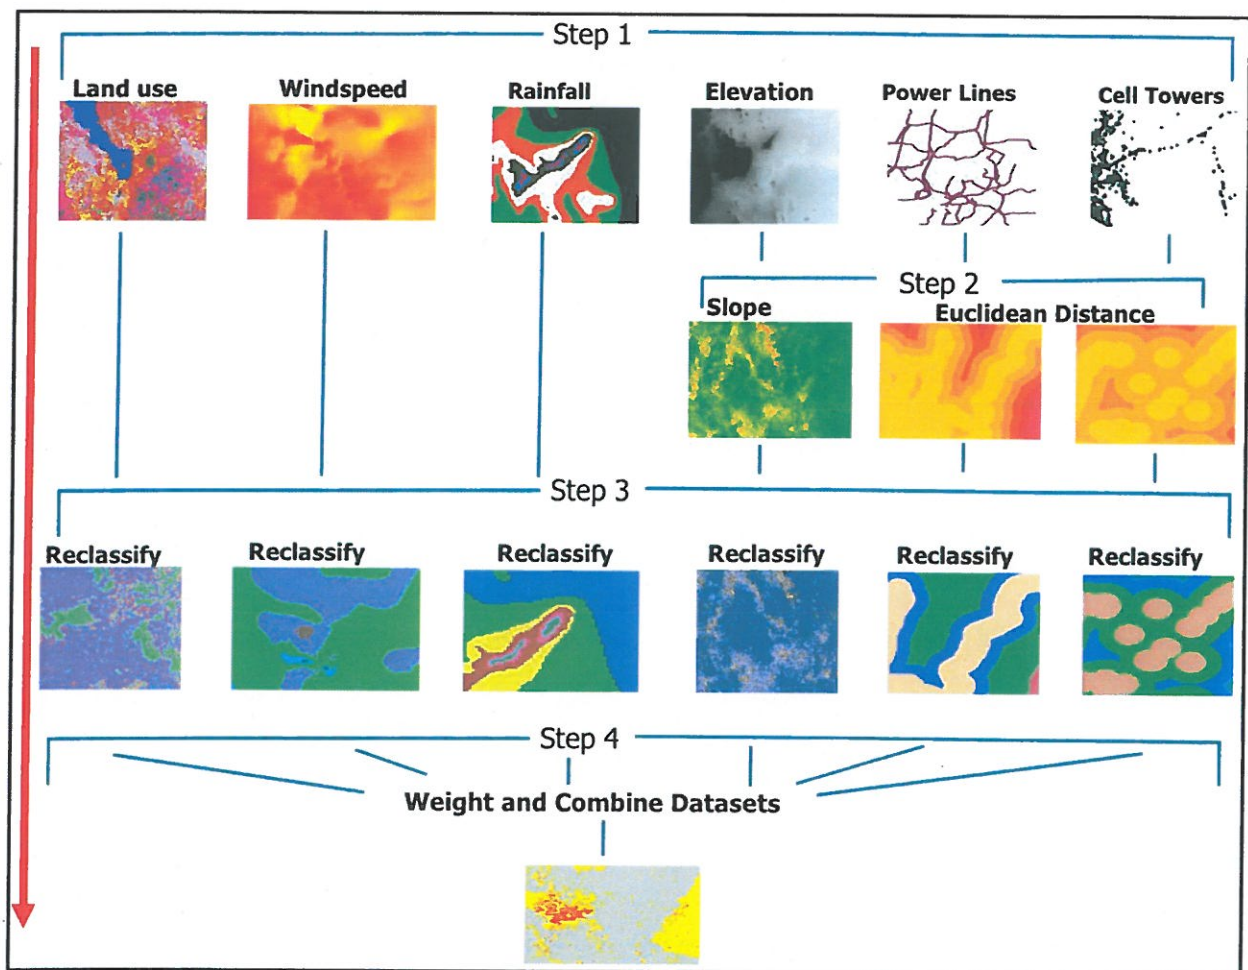 Step 1
Land use
Windspeed
Rainfall
Elevation
Power Lines
Cell Towers
Step 2
Slope
Euclidean Distance
Step 3
Reclassify
Reclassify
Reclassify
Reclassify
Reclassify
Reclassify
Step 4
Weight and Combine Datasets